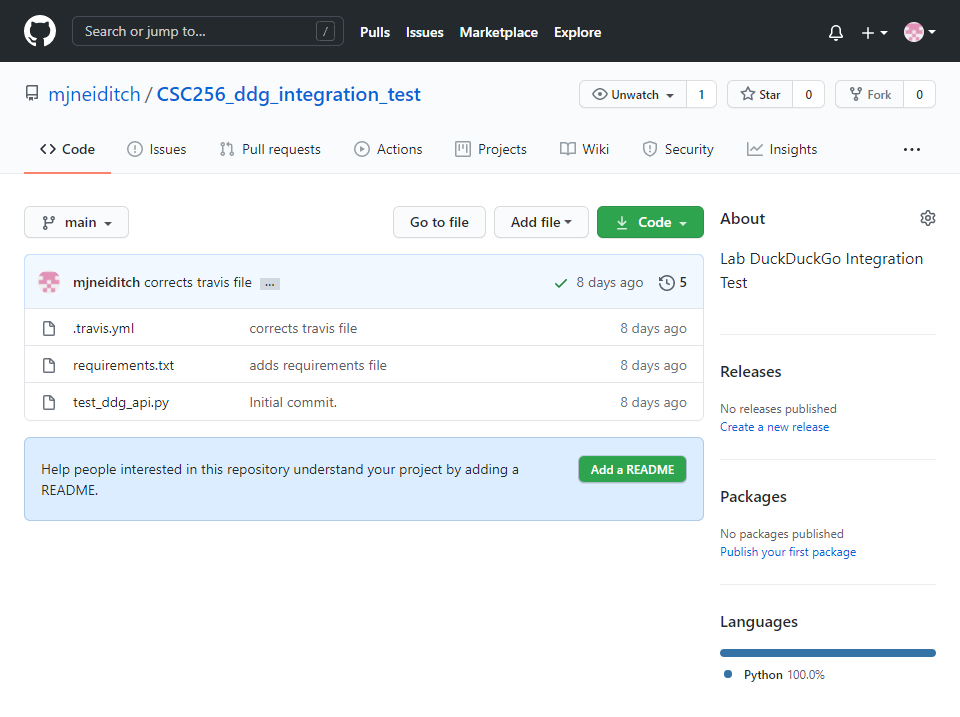 Search or jump to... /
Pulls Issues Marketplace Explore
mjneiditch / CSC256_ddg_integration_test
Unwatch 1 Star 0 Fork 0
Code Issues Pull requests Actions Projects Wiki Security Insights ...
main Go to file Add file Code
mjneiditch corrects travis file ... 8 days ago 5
.travis.yml corrects travis file 8 days ago
requirements.txt adds requirements file 8 days ago
test_ddg_api.py Initial commit. 8 days ago
Help people interested in this repository understand your project by adding a
README.
Add a README
About
Lab DuckDuckGo Integration
Test
Releases
No releases published
Create a new release
Packages
No packages published
Publish your first package
Languages
Python 100.0%